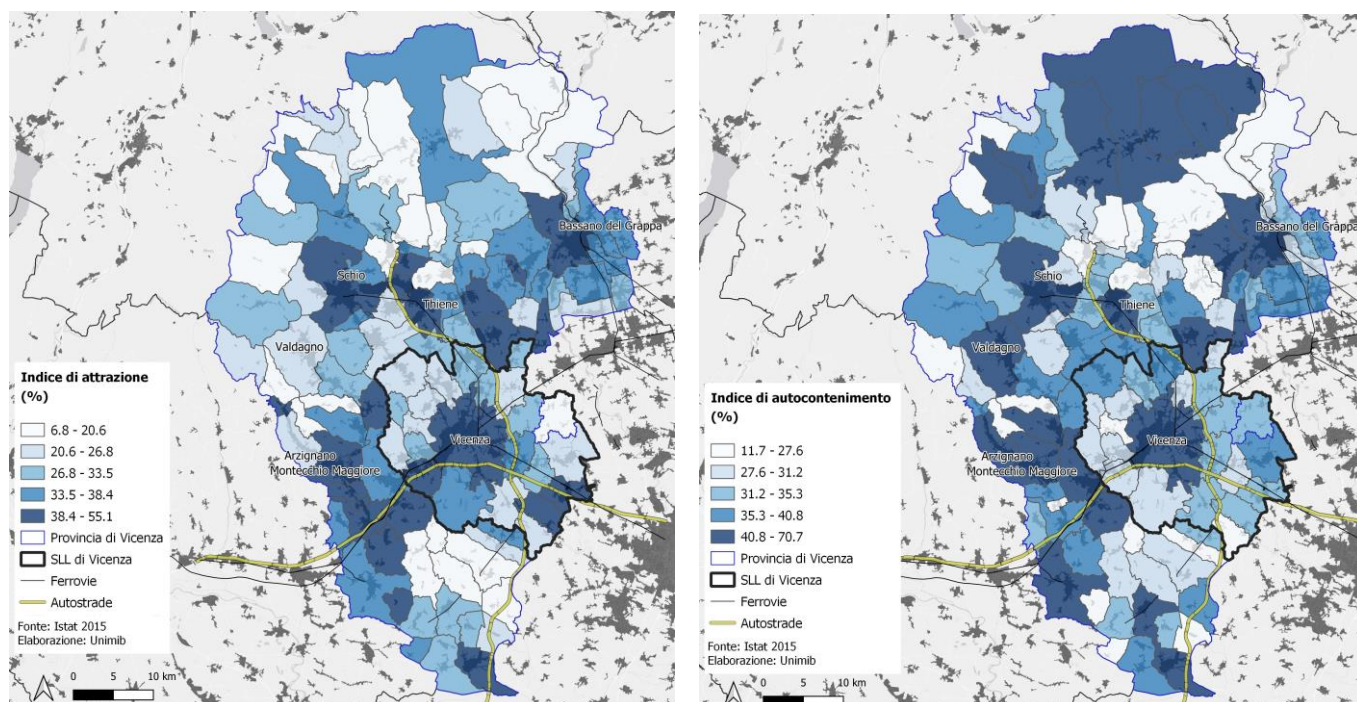 Bassano del Grappa
Schio
Thiene
Valdagno
Vicenza
Arzignano
Montecchio Maggiore
Indice di attrazione
(%)
6.8 - 20.6
20.6 - 26.8
26.8 - 33.5
33.5 - 38.4
38.4 - 55.1
Provincia di Vicenza
SLL di Vicenza
Ferrovie
Autostrade
Fonte: Istat 2015
Elaborazione: Unimib
0 5 10 km
Bassano del Grappa
Schio
Thiene
Valdagno
Vicenza
Arzignano
Montecchio Maggiore
Indice di autocontenimento
(%)
11.7 - 27.6
27.6 - 31.2
31.2 - 35.3
35.3 - 40.8
40.8 - 70.7
Provincia di Vicenza
SLL di Vicenza
Ferrovie
Autostrade
Fonte: Istat 2015
Elaborazione: Unimib
0 5 10 km